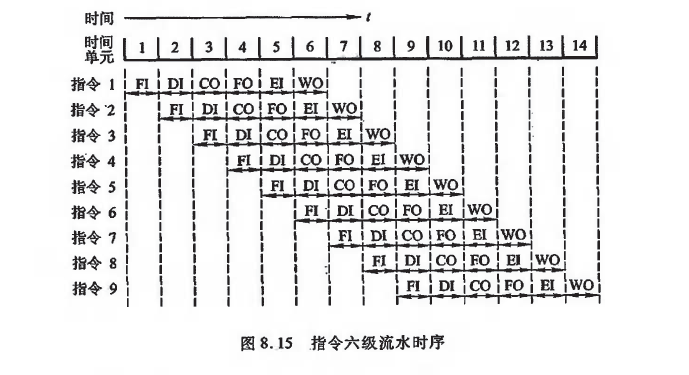 时间 t
时间单元 1 2 3 4 5 6 7 8 9 10 11 12 13 14
指令 1 FI DI CO FO EI WO
指令 2 FI DI CO FO EI WO
指令 3 FI DI CO FO EI WO
指令 4 FI DI CO FO EI WO
指令 5 FI DI CO FO EI WO
指令 6 FI DI CO FO EI WO
指令 7 FI DI CO FO EI WO
指令 8 FI DI CO FO EI WO
指令 9 FI DI CO FO EI WO
图 8.15 指令六级流水时序